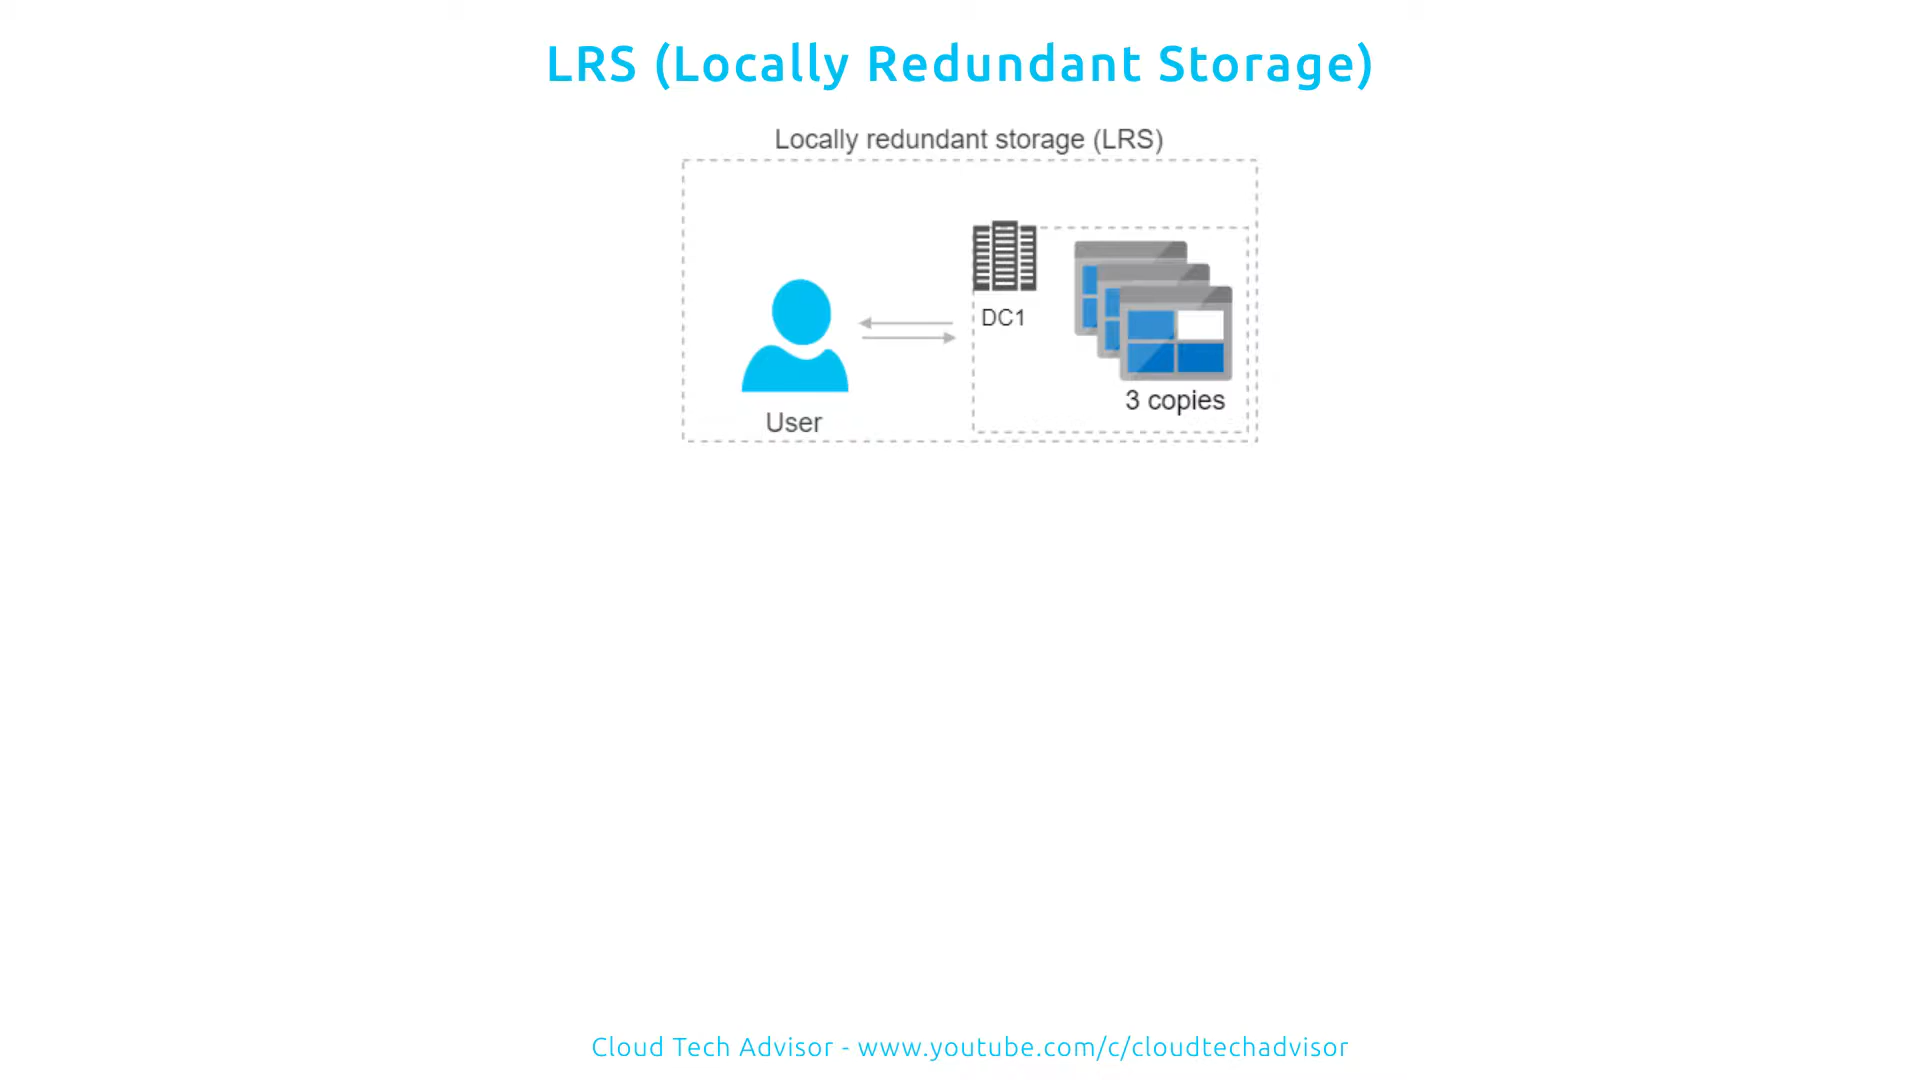 LRS (Locally Redundant Storage)
Locally redundant storage (LRS)
DC1
3 copies
User
Cloud Tech Advisor - www.youtube.com/c/cloudtechadvisor